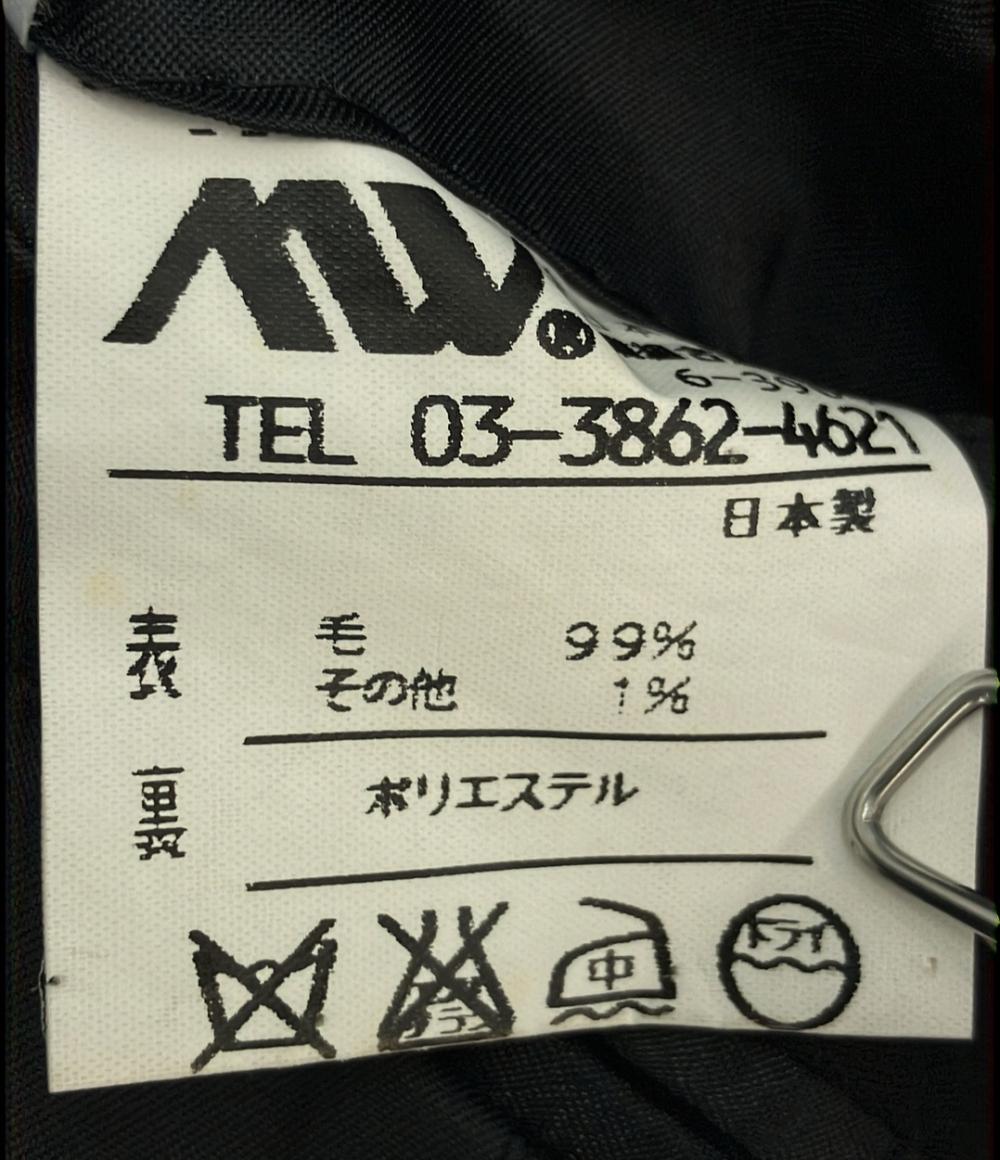 MW®
TEL 03-3862-4621
日本製
表
毛 99%
その他 1%
裏
ポリエステル
中
ドライ